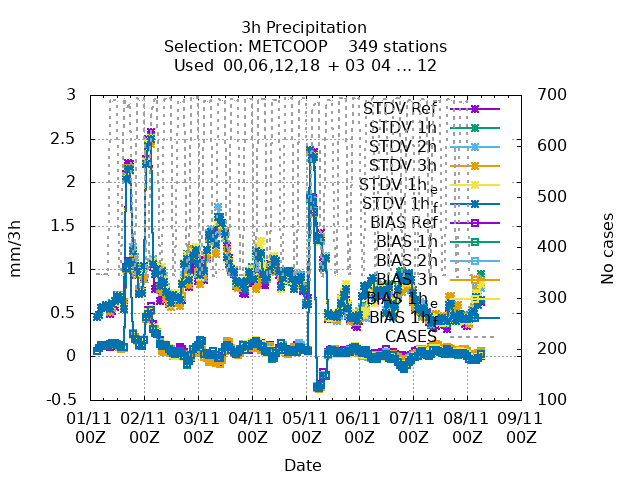 3h Precipitation
Selection: METCOOP 349 stations
Used 00,06,12,18 + 03 04 ... 12
3
2.5
2
1.5
1
0.5
0
-0.5
mm/3h
700
600
500
400
300
200
100
No cases
STDV Ref
STDV 1h
STDV 2h
STDV 3h
STDV 1he
STDV 1hf
BIAS Ref
BIAS 1h
BIAS 2h
BIAS 3h
BIAS 1he
BIAS 1hf
CASES
01/11 02/11 03/11 04/11 05/11 06/11 07/11 08/11 09/11
00Z 00Z 00Z 00Z 00Z 00Z 00Z 00Z 00Z
Date